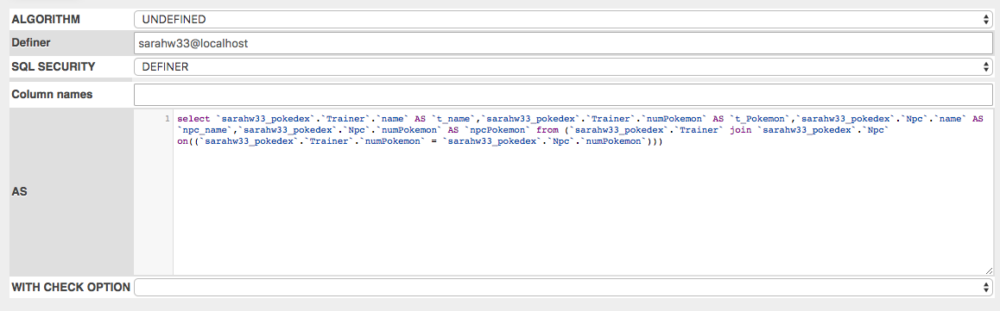 ALGORITHM UNDEFINED
Definer sarahw33@localhost
SQL SECURITY DEFINER
Column names
1 select `sarahw33_pokedex`.`Trainer`.`name` AS `t_name`,`sarahw33_pokedex`.`Trainer`.`numPokemon` AS `t_Pokemon`,`sarahw33_pokedex`.`Npc`.`name` AS
`npc_name`,`sarahw33_pokedex`.`Npc`.`numPokemon` AS `npcPokemon` from (`sarahw33_pokedex`.`Trainer` join `sarahw33_pokedex`.`Npc`
on((`sarahw33_pokedex`.`Trainer`.`numPokemon` = `sarahw33_pokedex`.`Npc`.`numPokemon`)))
AS
WITH CHECK OPTION